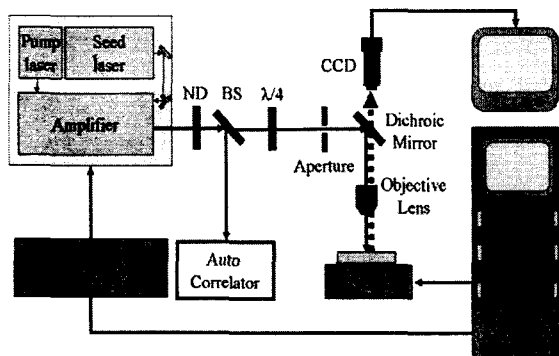 Pump
laser
Seed
laser
Amplifier
ND
BS
λ/4
Aperture
CCD
Dichroic
Mirror
Objective
Lens
Auto
Correlator